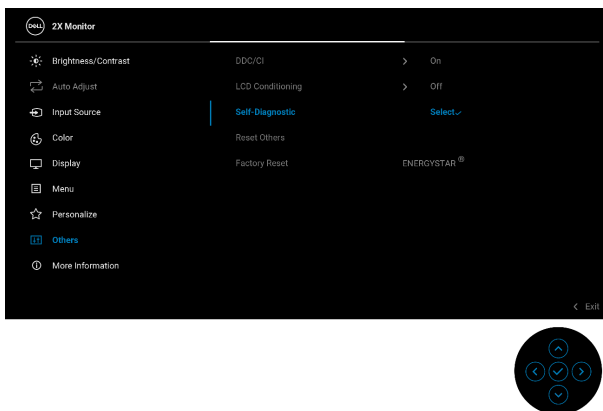 DELL 2X Monitor
Brightness/Contrast DDC/CI On
Auto Adjust LCD Conditioning Off
Input Source Self-Diagnostic Select
Color Reset Others
Display Factory Reset ENERGYSTAR ®
Menu
Personalize
Others
More Information
Exit